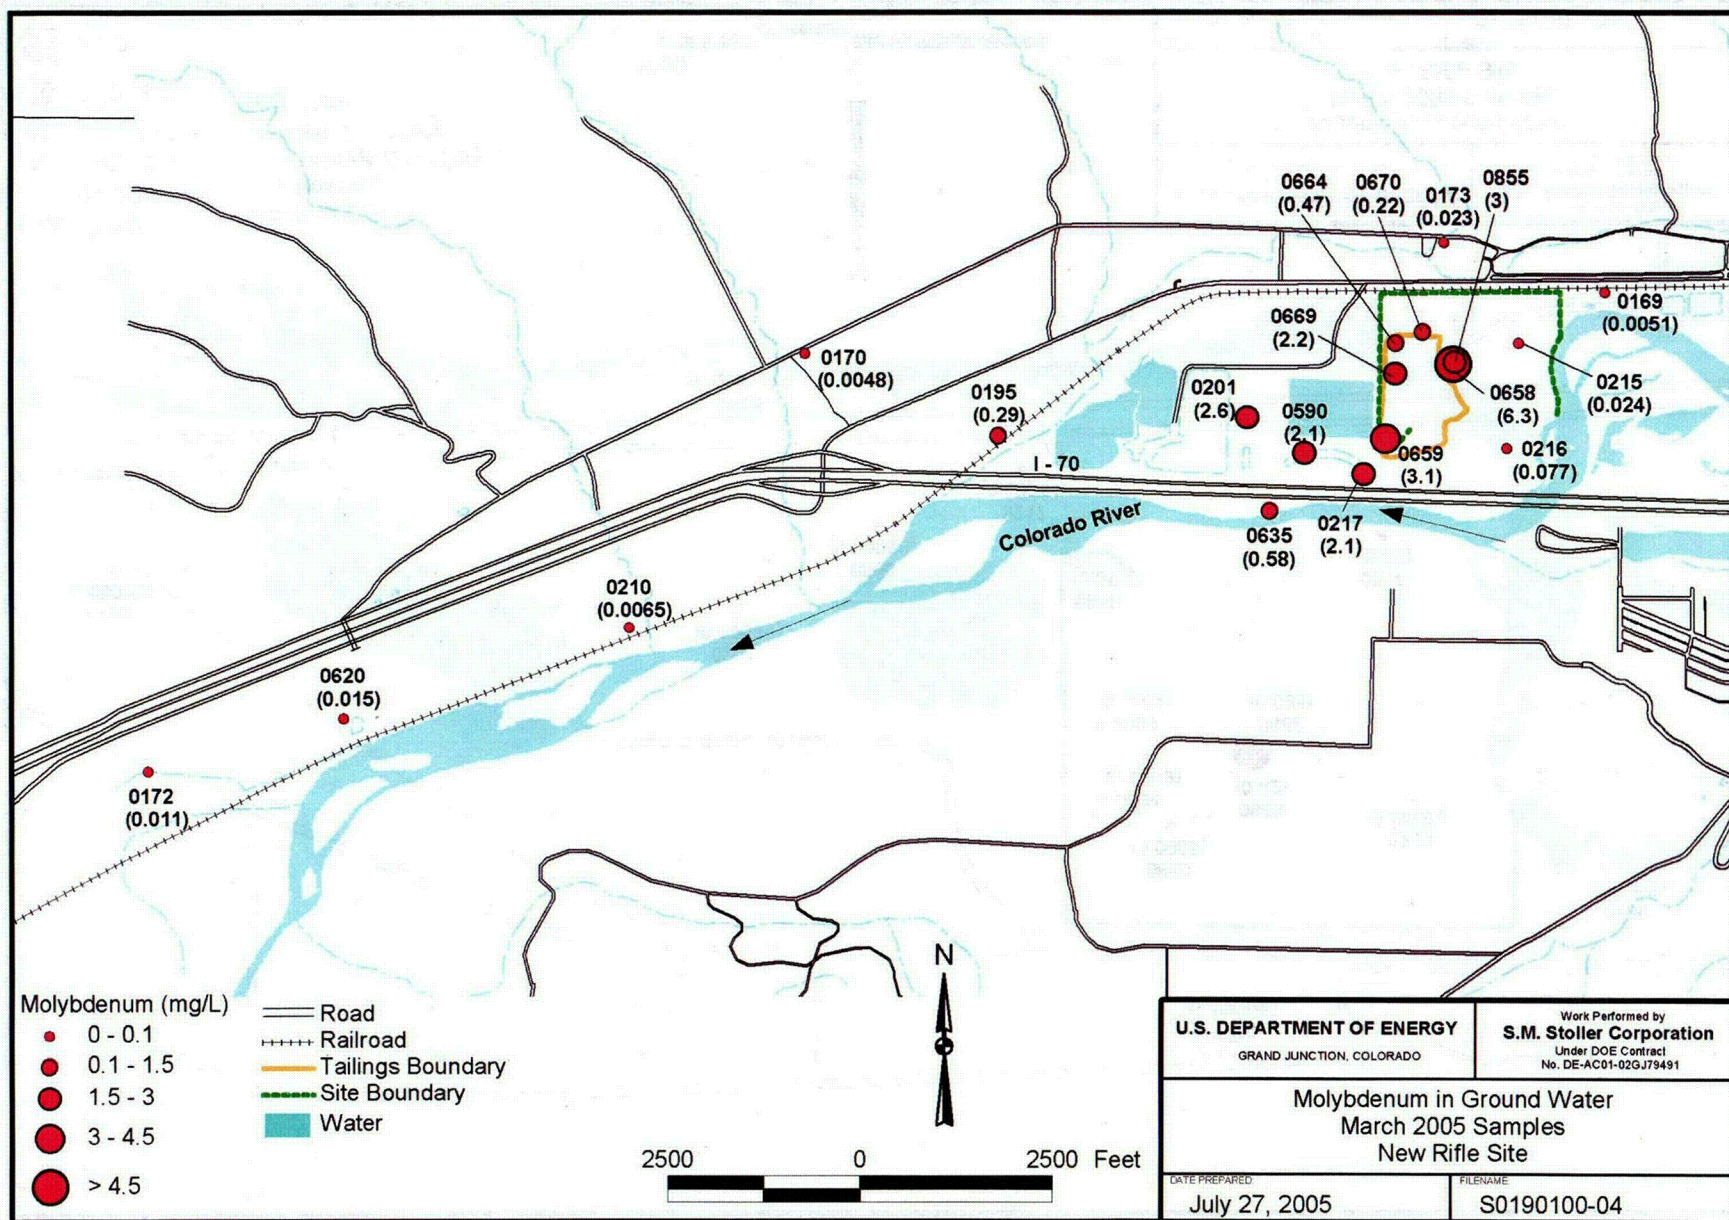 0664
(0.47)
0670
(0.22)
0173
(0.023)
0855
(3)
0169
(0.0051)
0669
(2.2)
0170
(0.0048)
0195
(0.29)
0201
(2.6)
0590
(2.1)
0658
(6.3)
0215
(0.024)
0659
(3.1)
0216
(0.077)
I - 70
Colorado River
0635
(0.58)
0217
(2.1)
0210
(0.0065)
0620
(0.015)
0172
(0.011)
N
Molybdenum (mg/L)
0 - 0.1
0.1 - 1.5
1.5 - 3
3 - 4.5
> 4.5
Road
Railroad
Tailings Boundary
Site Boundary
Water
2500 0 2500 Feet
U.S. DEPARTMENT OF ENERGY
GRAND JUNCTION, COLORADO
Work Performed by
S.M. Stoller Corporation
Under DOE Contract
No. DE-AC01-02GJ79491
Molybdenum in Ground Water
March 2005 Samples
New Rifle Site
DATE PREPARED:
July 27, 2005
FILENAME:
S0190100-04